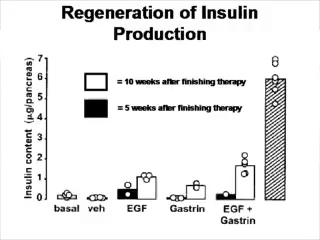 Regeneration of Insulin
Production
= 10 weeks after finishing therapy
= 5 weeks after finishing therapy
Insulin content (µg/pancreas)
7
6
5
4
3
2
1
0
basal veh EGF Gastrin EGF +
Gastrin